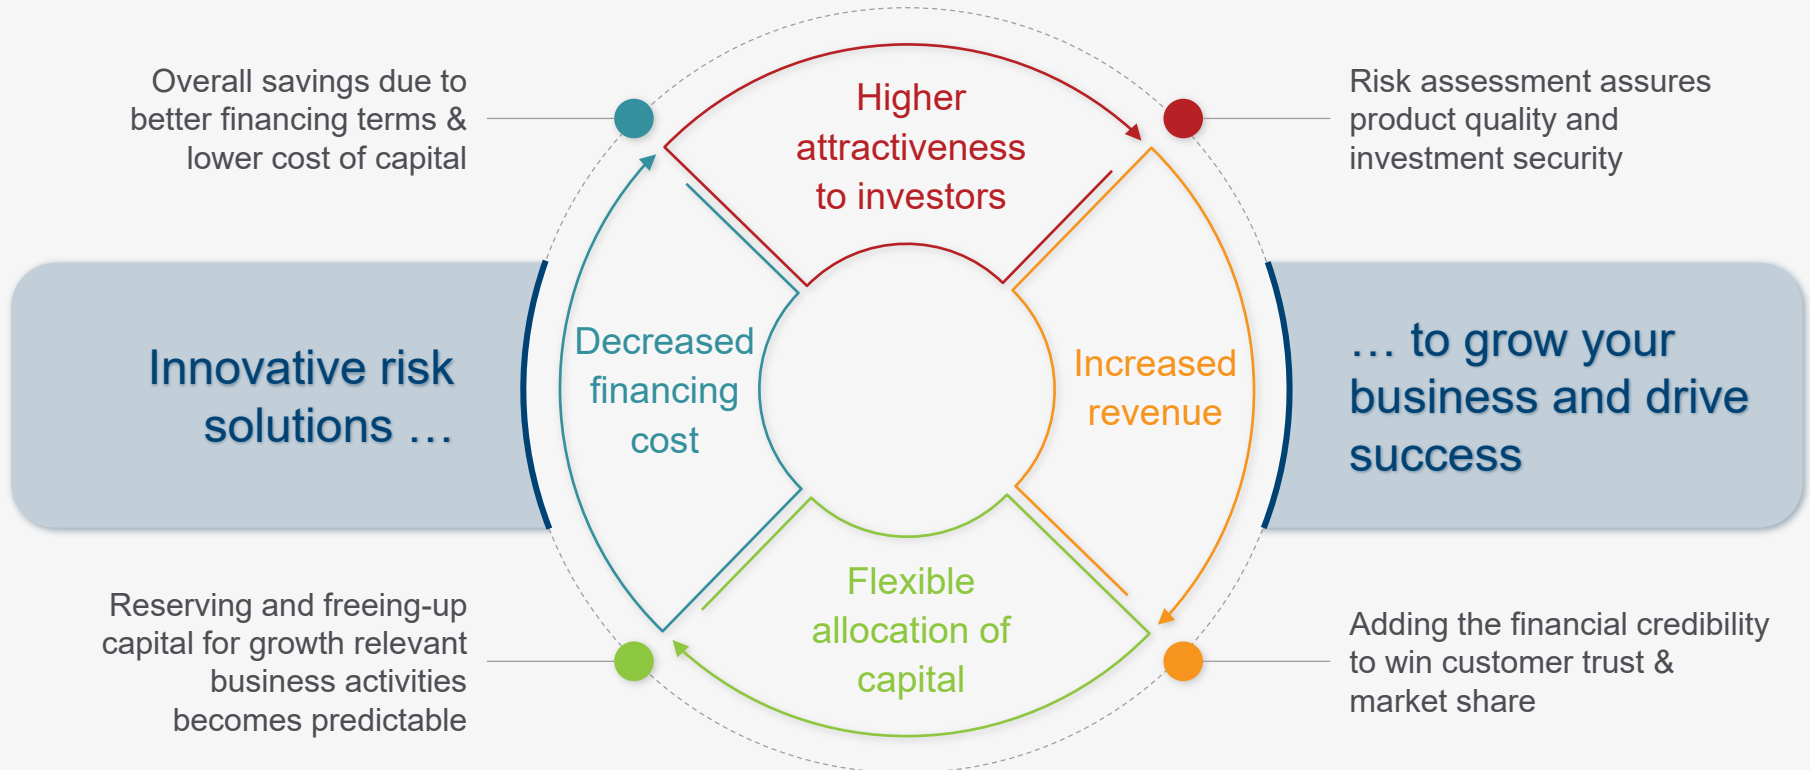 Overall savings due to
better financing terms &
lower cost of capital
Higher
attractiveness
to investors
Risk assessment assures
product quality and
investment security
Innovative risk
solutions …
Decreased
financing
cost
Increased
revenue
… to grow your
business and drive
success
Reserving and freeing-up
capital for growth relevant
business activities
becomes predictable
Flexible
allocation of
capital
Adding the financial credibility
to win customer trust &
market share